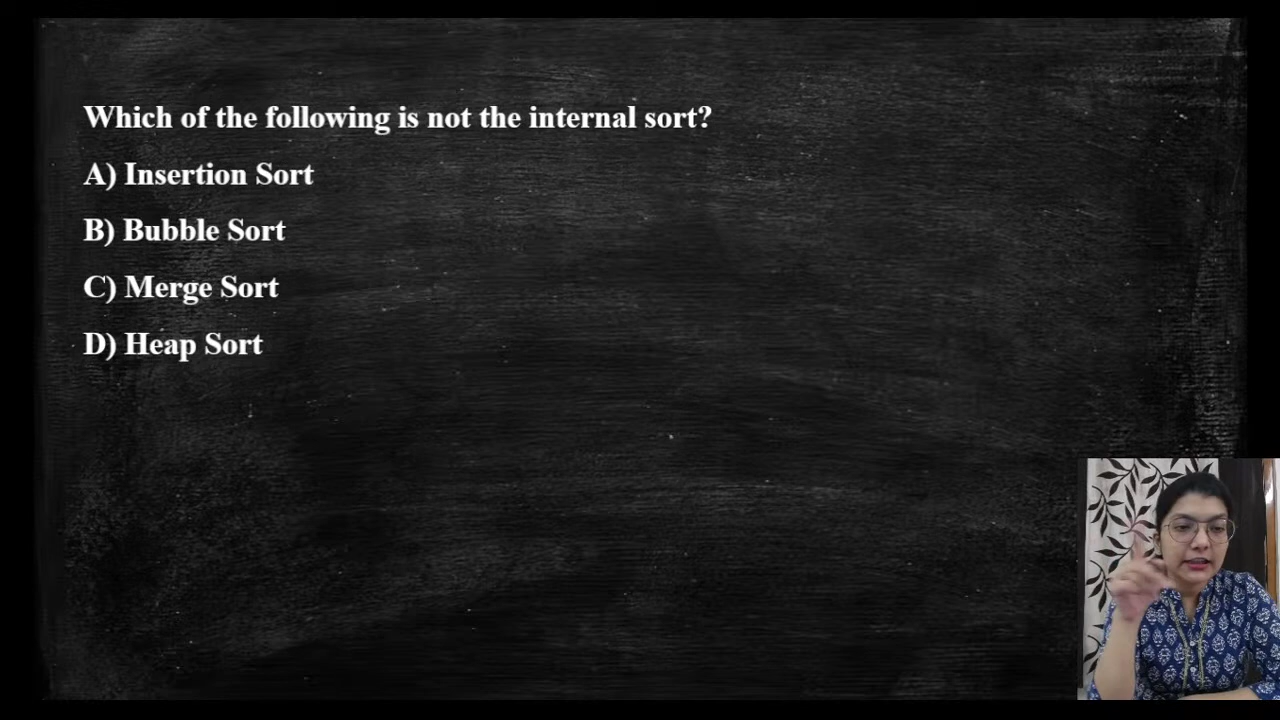 Which of the following is not the internal sort?
A) Insertion Sort
B) Bubble Sort
C) Merge Sort
D) Heap Sort